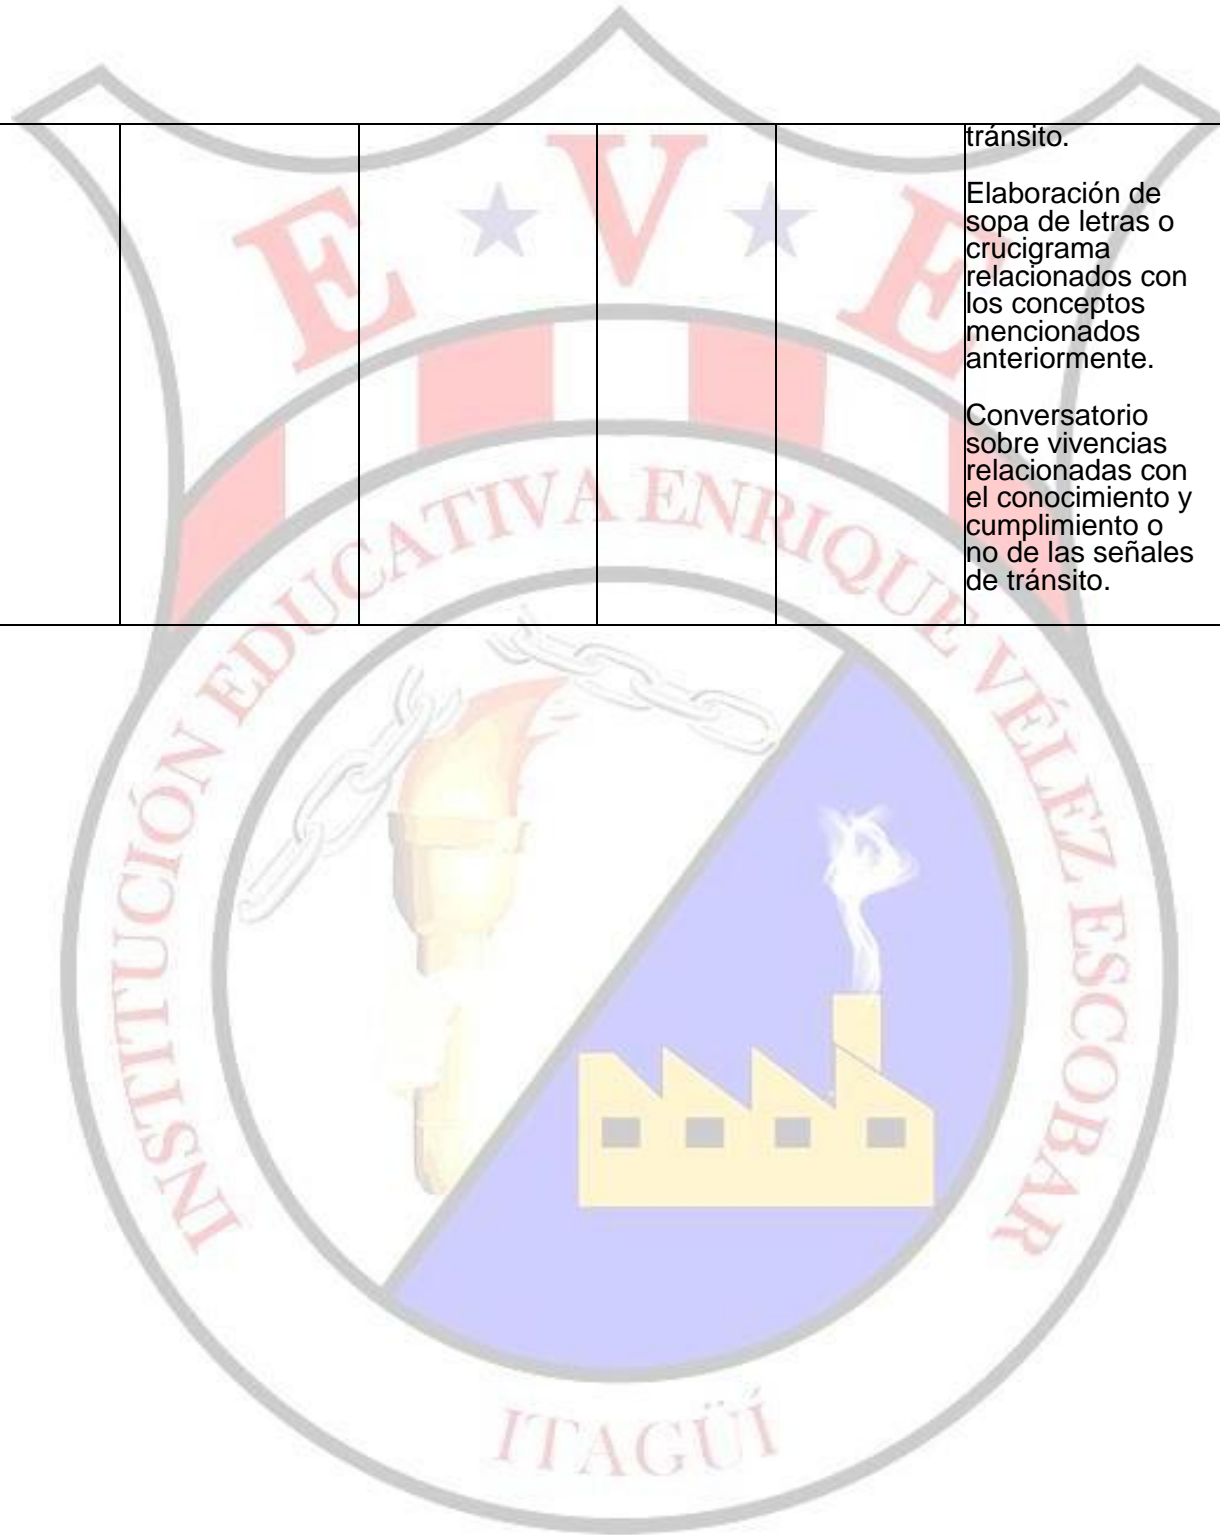 E V E
tránsito.
Elaboración de
sopa de letras o
crucigrama
relacionados con
los conceptos
mencionados
anteriormente.
Conversatorio
sobre vivencias
relacionadas con
el conocimiento y
cumplimiento o
no de las señales
de tránsito.
INSTITUCIÓN EDUCATIVA ENRIQUE VÉLEZ ESCOBAR
ITAGÜÍ